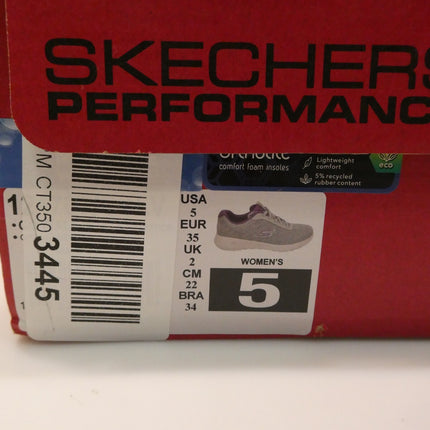 SKECHERS
PERFORMANC
comfort foam insoles
Lightweight
comfort
5% recycled
rubber content
eco
M CT350 3445
USA
5
EUR
35
UK
2
CM
22
BRA
34
WOMEN'S
5